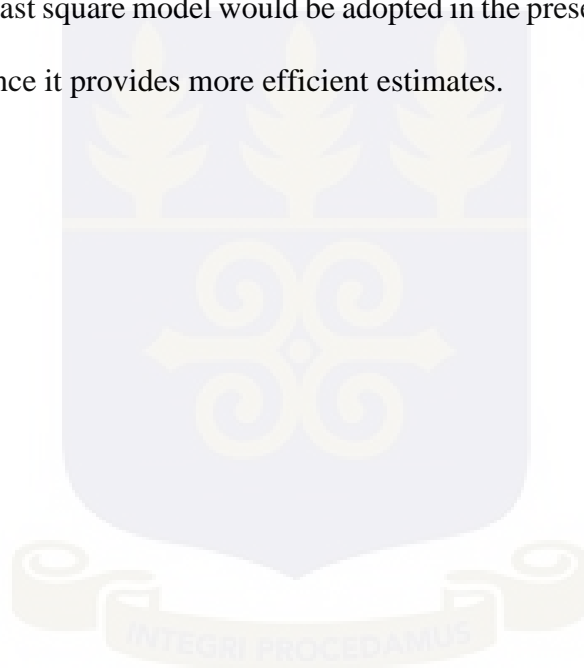 ast square model would be adopted in the prese
nce it provides more efficient estimates.
INTEGRI PROCEDAMUS